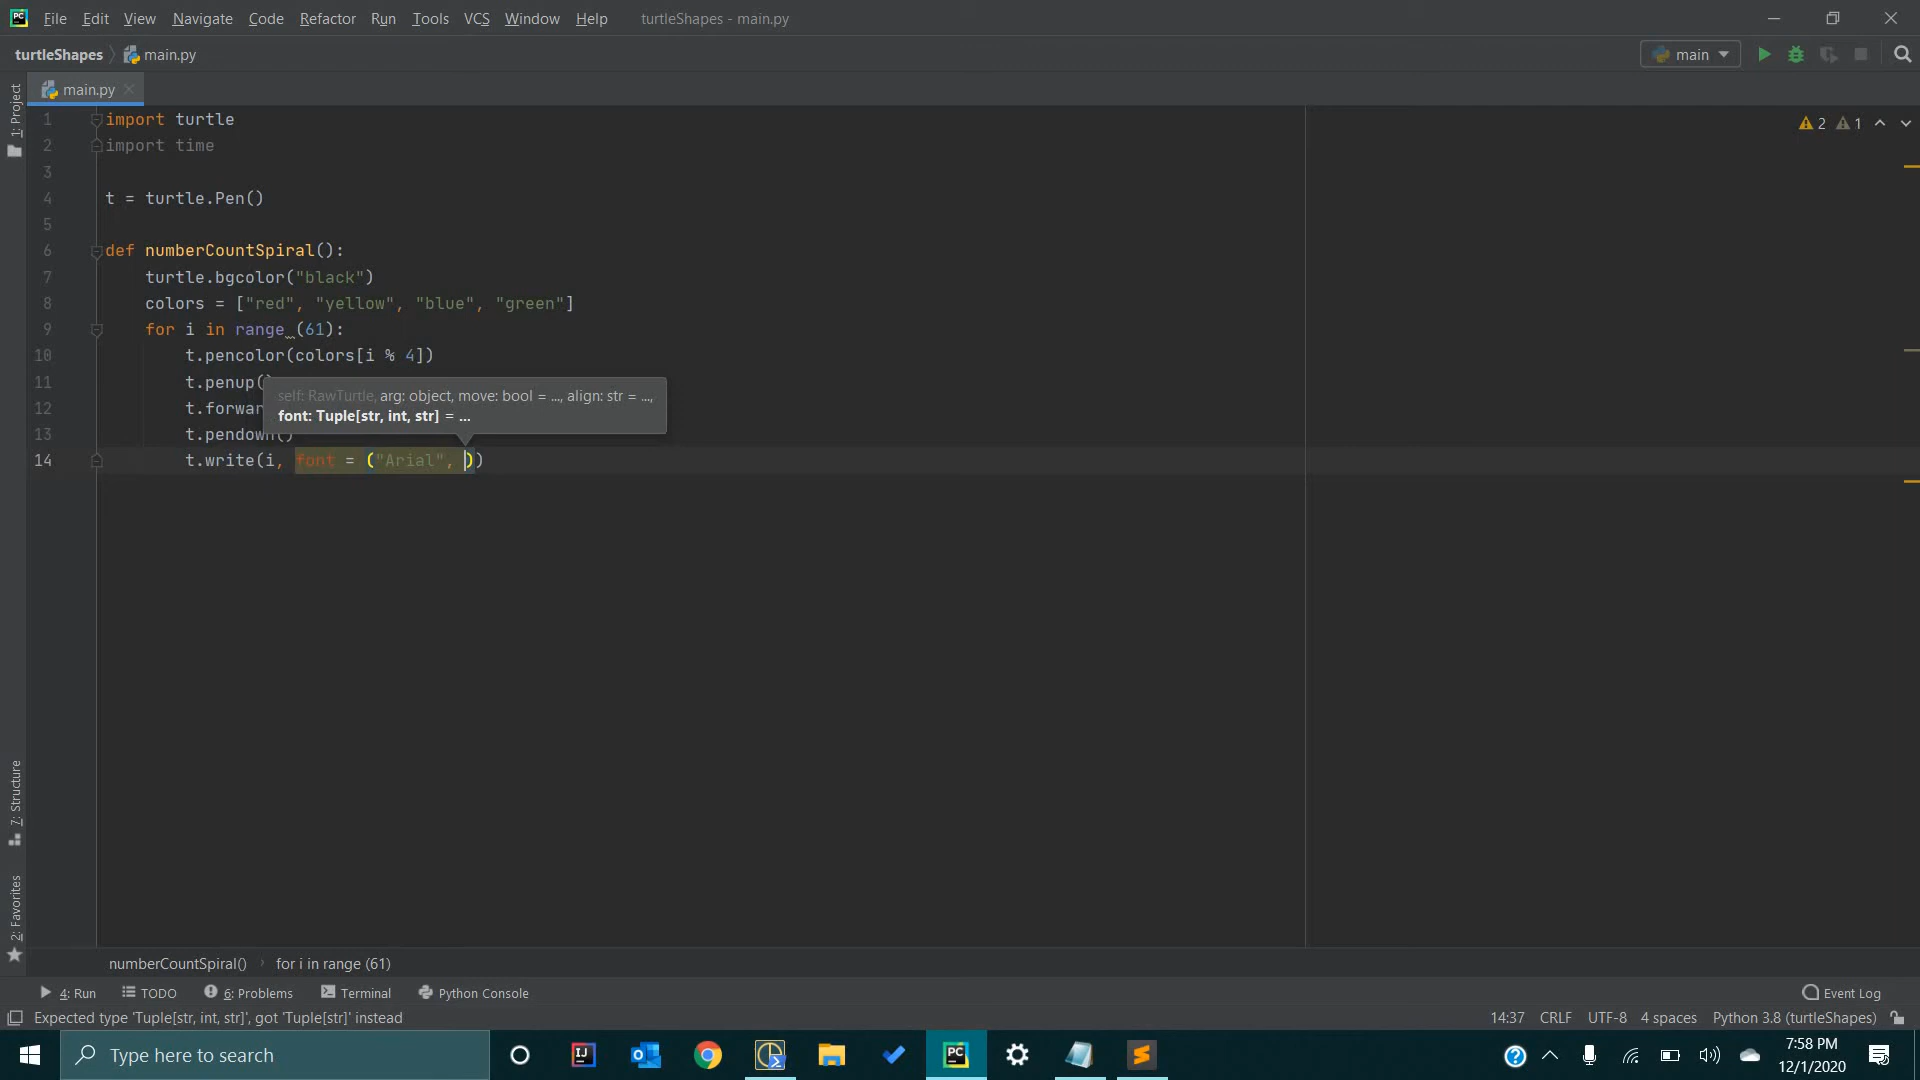 File Edit View Navigate Code Refactor Run Tools VCS Window Help turtleShapes - main.py
turtleShapes main.py main
1: Project
main.py
1 import turtle
2 1
2 import time
3
4 t = turtle.Pen()
5
6 def numberCountSpiral():
7 turtle.bgcolor("black")
8 colors = ["red", "yellow", "blue", "green"]
9 for i in range (61):
10 t.pencolor(colors[i % 4])
11 t.penup(
self: RawTurtle, arg: object, move: bool = ..., align: str = ...,
font: Tuple[str, int, str] = ...
12 t.forwar
13 t.pendown()
14 t.write(i, font = ("Arial", ))
7: Structure
2: Favorites
numberCountSpiral() for i in range (61)
4: Run TODO 6: Problems Terminal Python Console Event Log
Expected type 'Tuple[str, int, str]', got 'Tuple[str]' instead 14:37 CRLF UTF-8 4 spaces Python 3.8 (turtleShapes)
Type here to search
IJ
PC
7:58 PM
12/1/2020